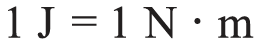 1 J = 1 N · m